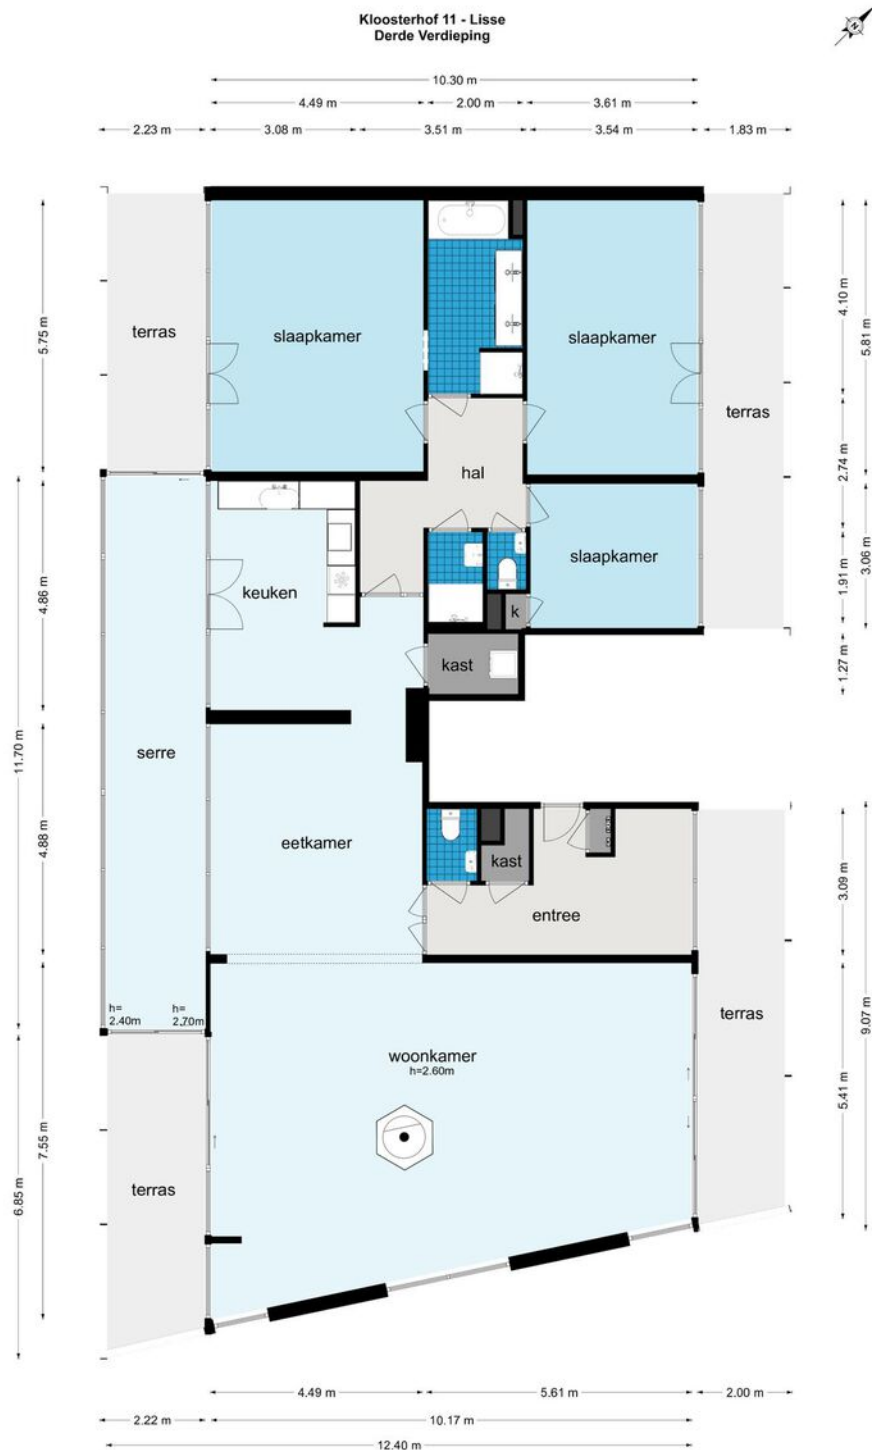 Kloosterhof 11 - Lisse
Derde Verdieping
N
10.30 m
4.49 m
2.00 m
3.61 m
2.23 m
3.08 m
3.51 m
3.54 m
1.83 m
5.75 m
4.10 m
5.81 m
terras
slaapkamer
slaapkamer
terras
2.74 m
hal
4.86 m
keuken
slaapkamer
1.91 m
3.06 m
k
kast
1.27 m
11.70 m
serre
4.88 m
eetkamer
kast
entree
3.09 m
h=
2.40m
h=
2.70m
terras
9.07 m
woonkamer
h=2.60m
5.41 m
7.55 m
6.85 m
terras
4.49 m
5.61 m
2.00 m
2.22 m
10.17 m
12.40 m